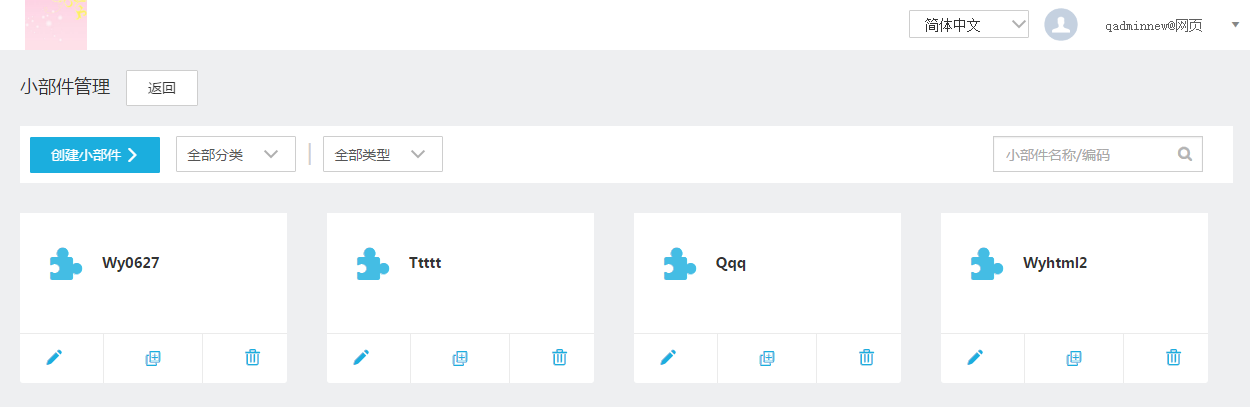 简体中文
qadminnew@网页
小部件管理
返回
创建小部件
全部分类
全部类型
小部件名称/编码
Wy0627
Ttttt
Qqq
Wyhtml2